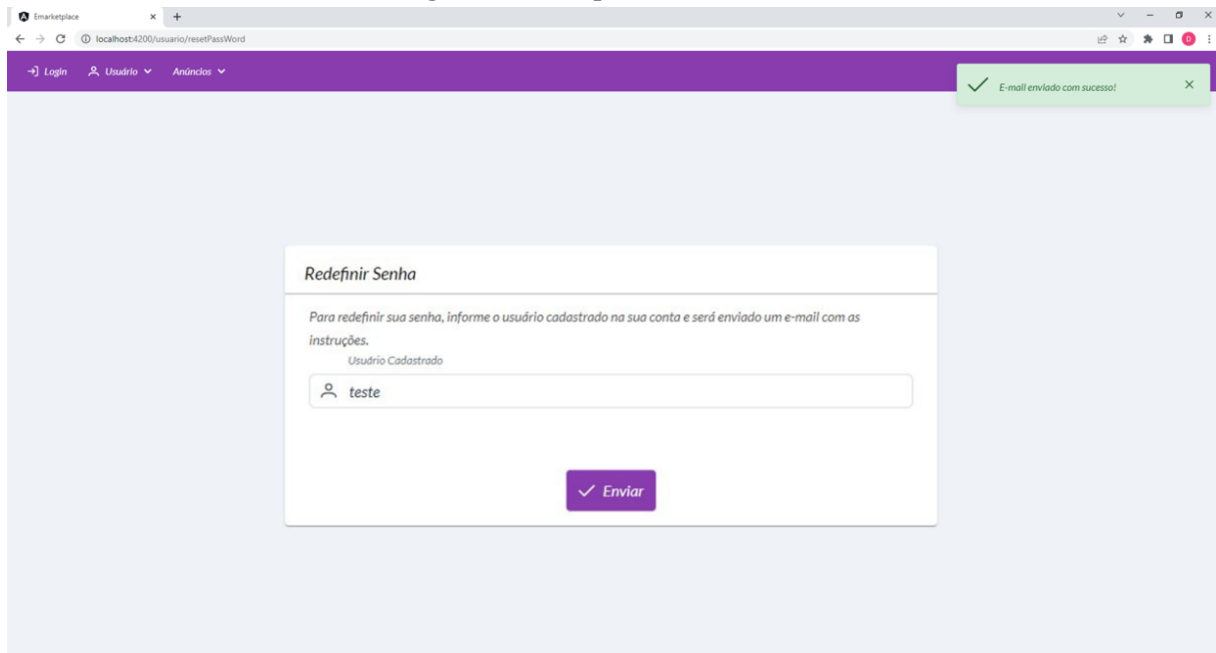 Emarketplace
localhost:4200/usuario/resetPassWord
D
Login Usuário Anúncios
E-mail enviado com sucesso!
Redefinir Senha
Para redefinir sua senha, informe o usuário cadastrado na sua conta e será enviado um e-mail com as
instruções.
Usuário Cadastrado
teste
Enviar